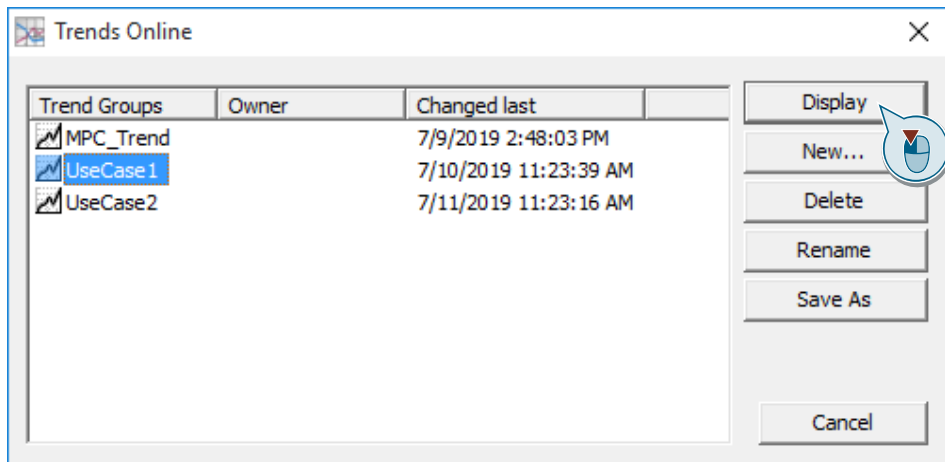 Trends Online
Trend Groups Owner Changed last
MPC_Trend 7/9/2019 2:48:03 PM
UseCase1 7/10/2019 11:23:39 AM
UseCase2 7/11/2019 11:23:16 AM
Display
New...
Delete
Rename
Save As
Cancel